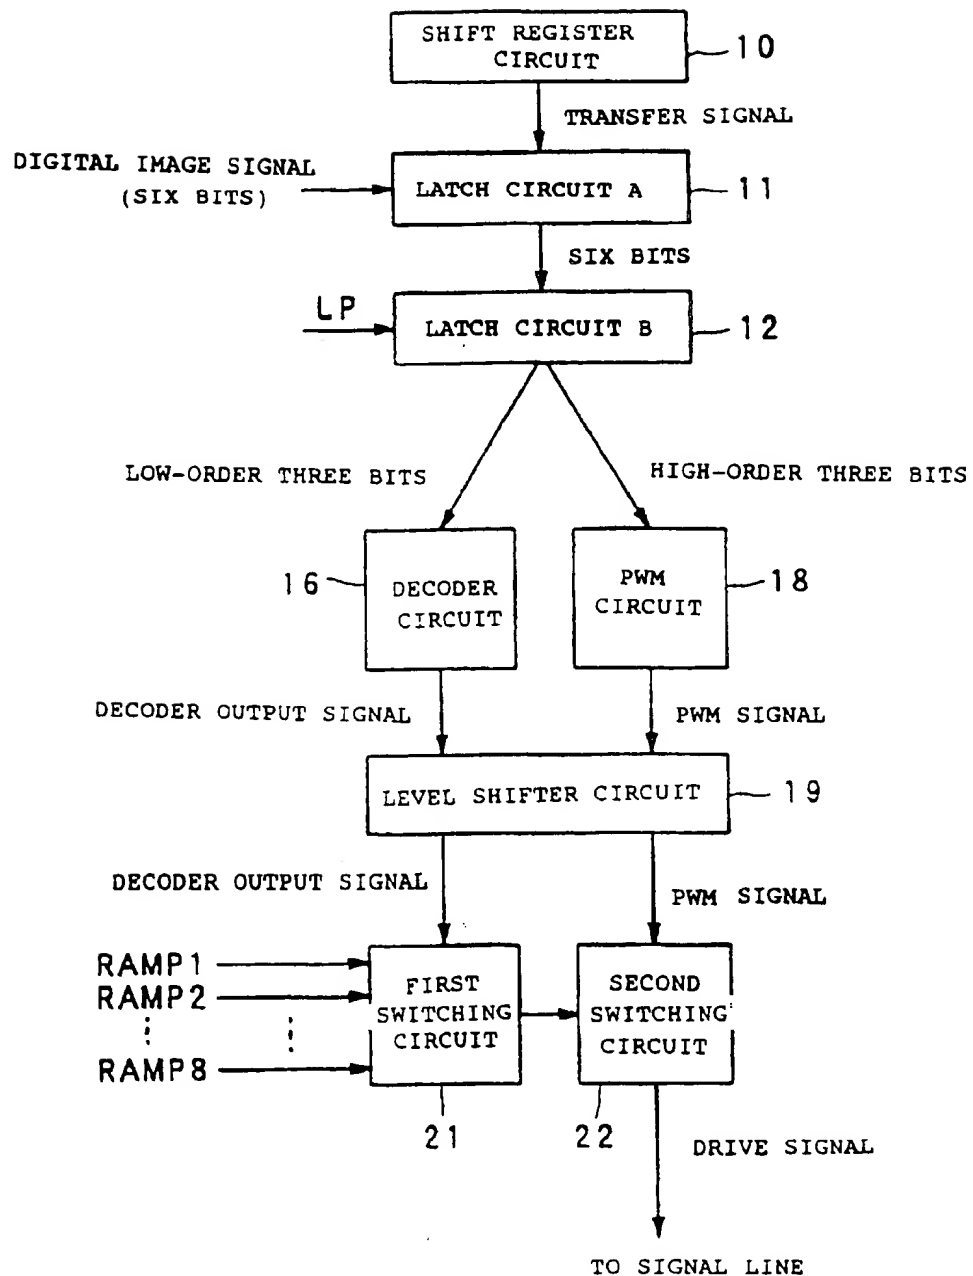 SHIFT REGISTER
CIRCUIT
10
TRANSFER SIGNAL
DIGITAL IMAGE SIGNAL
(SIX BITS)
LATCH CIRCUIT A
11
SIX BITS
LP
LATCH CIRCUIT B
12
LOW-ORDER THREE BITS
HIGH-ORDER THREE BITS
16
DECODER
CIRCUIT
PWM
CIRCUIT
18
DECODER OUTPUT SIGNAL
PWM SIGNAL
LEVEL SHIFTER CIRCUIT
19
DECODER OUTPUT SIGNAL
PWM SIGNAL
RAMP1
RAMP2
RAMP8
FIRST
SWITCHING
CIRCUIT
SECOND
SWITCHING
CIRCUIT
21
22
DRIVE SIGNAL
TO SIGNAL LINE